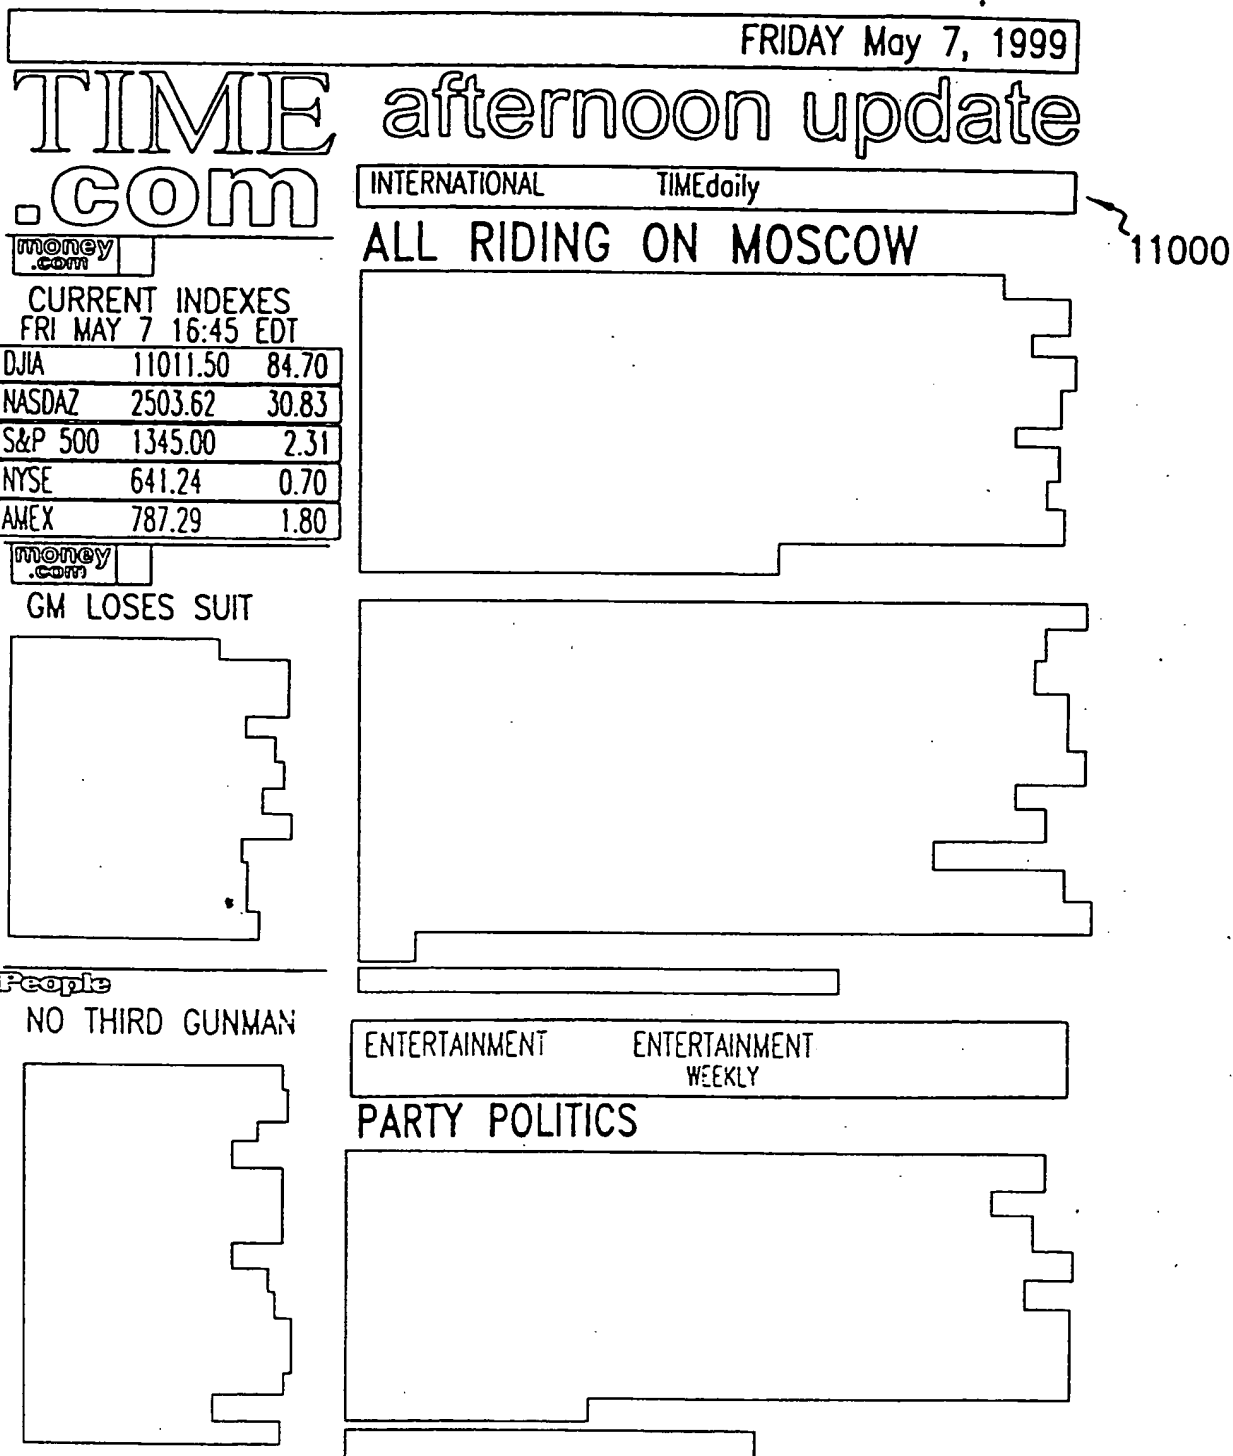 FRIDAY May 7, 1999
TIME
.com
afternoon update
INTERNATIONAL TIMEdaily
11000
ALL RIDING ON MOSCOW
money
.com
CURRENT INDEXES
FRI MAY 7 16:45 EDT
DJIA 11011.50 84.70
NASDAZ 2503.62 30.83
S&P 500 1345.00 2.31
NYSE 641.24 0.70
AMEX 787.29 1.80
money
.com
GM LOSES SUIT
People
NO THIRD GUNMAN
ENTERTAINMENT ENTERTAINMENT
WEEKLY
PARTY POLITICS